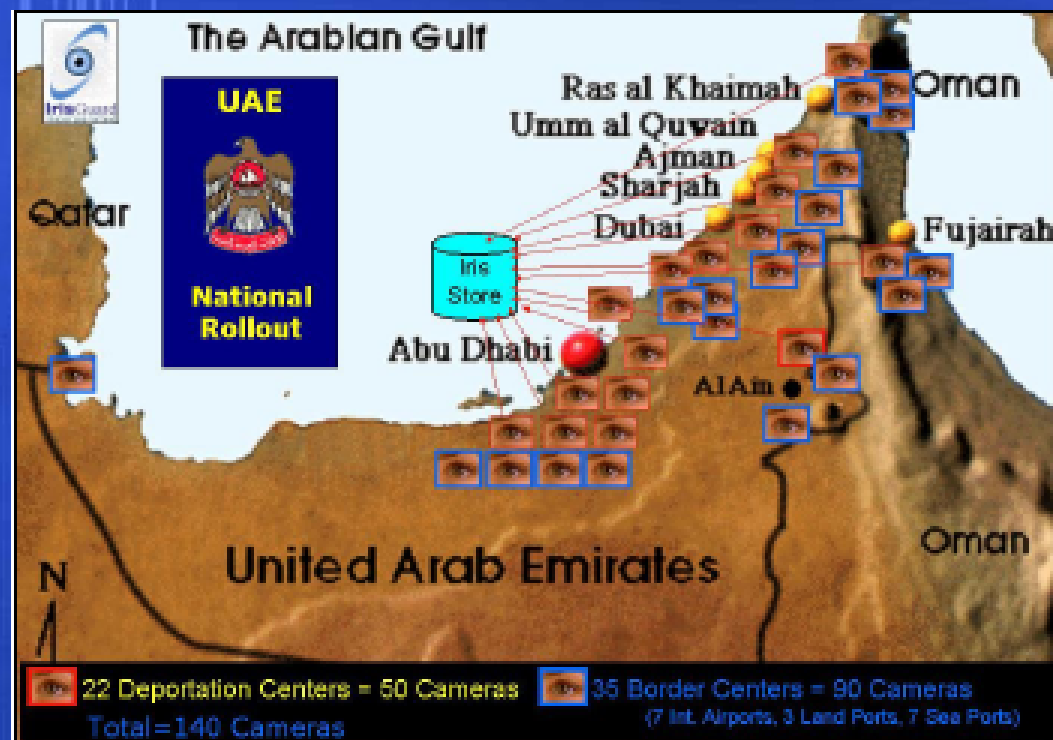 The Arabian Gulf
IrisGuard
UAE
National
Rollout
Ras al Khaimah
Oman
Umm al Quwain
Ajman
Sharjah
Dubai
Fujairah
Qatar
Iris
Store
Abu Dhabi
Al Ain
United Arab Emirates
Oman
N
22 Deportation Centers = 50 Cameras
35 Border Centers = 90 Cameras
(7 Int. Airports, 3 Land Ports, 7 Sea Ports)
Total=140 Cameras